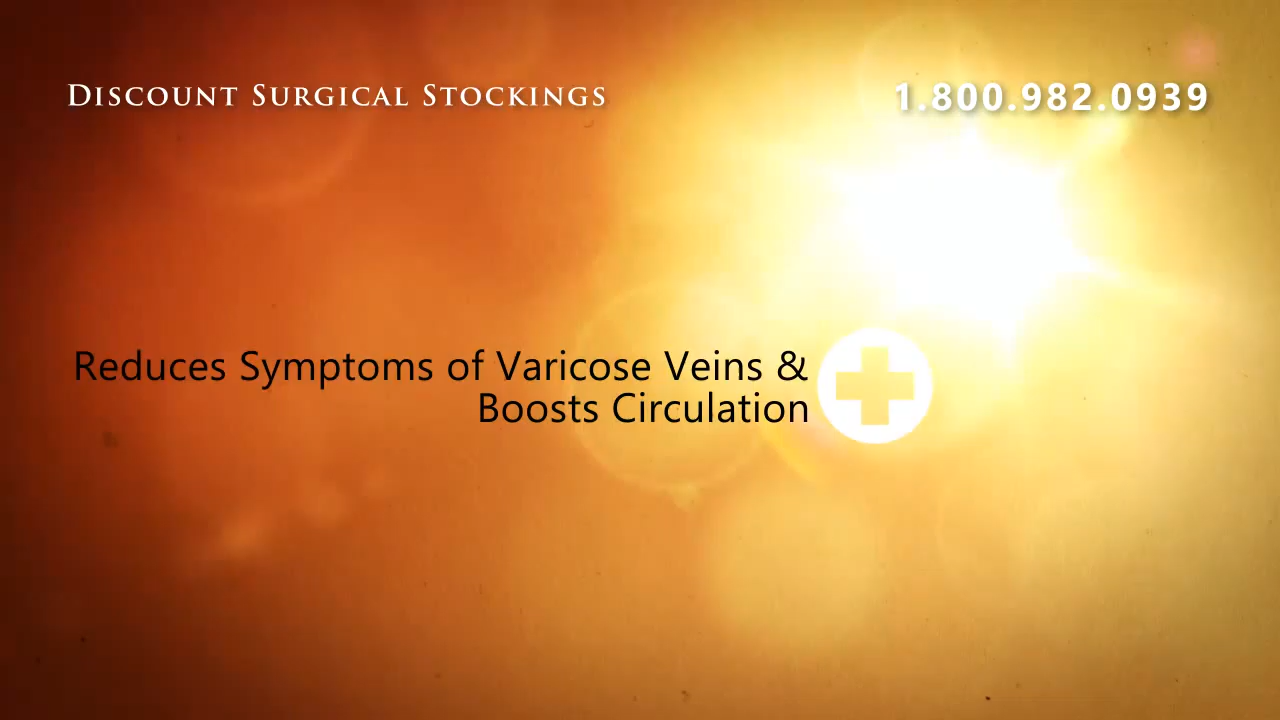 Discount Surgical Stockings
1.800.982.0939
Reduces Symptoms of Varicose Veins &
Boosts Circulation